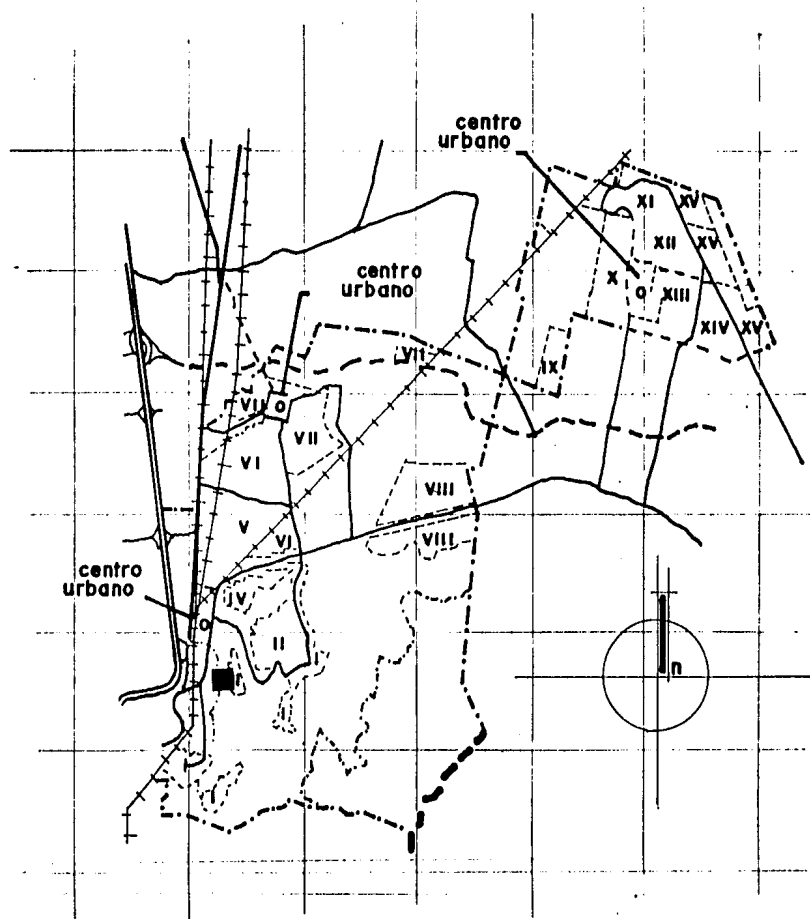 centro
urbano
XI
XV
XII
XV
centro
urbano
X
O
XIII
XIV
XV
VII
IX
VII
O
VII
VI
VIII
V
VI
VIII
centro
urbano
IV
O
II
I
I
I
I
n